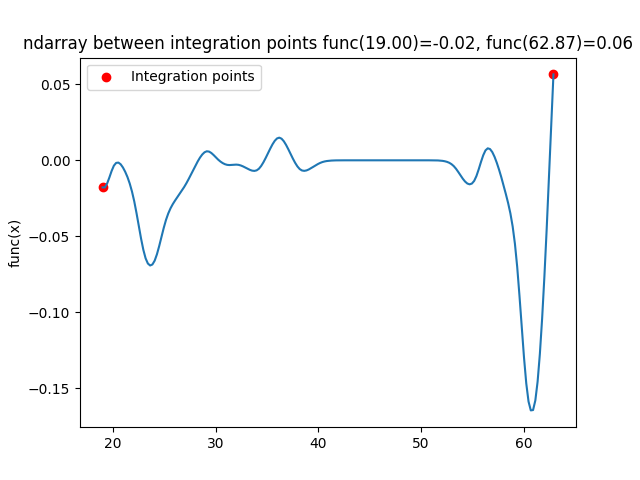 ndarray between integration points func(19.00)=-0.02, func(62.87)=0.06
Integration points
0.05
0.00
−0.05
−0.10
−0.15
func(x)
20 30 40 50 60